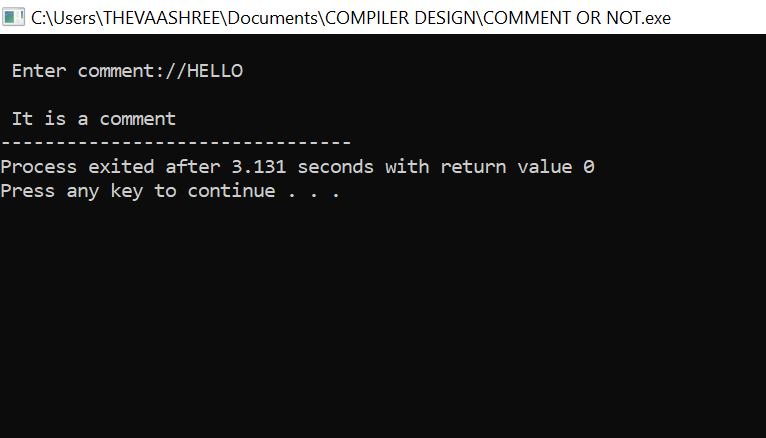 C:\Users\THEVAASHREE\Documents\COMPILER DESIGN\COMMENT OR NOT.exe
Enter comment://HELLO
It is a comment
--------------------------------
Process exited after 3.131 seconds with return value 0
Press any key to continue . . .